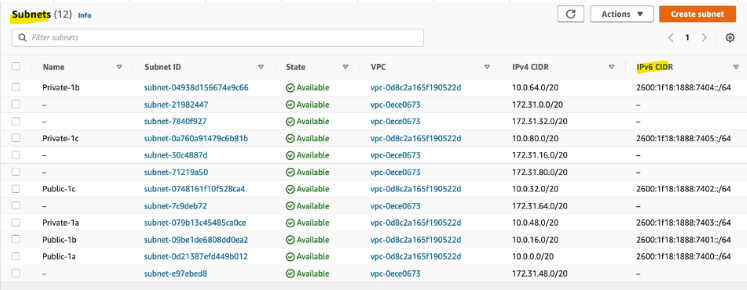 Subnets (12) Info
Actions
Create subnet
Filter subnets
1
Name Subnet ID State VPC IPv4 CIDR IPv6 CIDR
Private-1b subnet-04938d156674e9c66 Available vpc-0d8c2a165f190522d 10.0.64.0/20 2600:1f18:1888:7404::/64
– subnet-21982447 Available vpc-0ece0673 172.31.0.0/20 –
– subnet-7840f927 Available vpc-0ece0673 172.31.32.0/20 –
Private-1c subnet-0a760a91479c6b81b Available vpc-0d8c2a165f190522d 10.0.80.0/20 2600:1f18:1888:7405::/64
– subnet-30c4887d Available vpc-0ece0673 172.31.16.0/20 –
– subnet-71219a50 Available vpc-0ece0673 172.31.80.0/20 –
Public-1c subnet-0748161f10f528ca4 Available vpc-0d8c2a165f190522d 10.0.32.0/20 2600:1f18:1888:7402::/64
– subnet-7c9deb72 Available vpc-0ece0673 172.31.64.0/20 –
Private-1a subnet-079b13c45485ca0ce Available vpc-0d8c2a165f190522d 10.0.48.0/20 2600:1f18:1888:7403::/64
Public-1b subnet-09be1de6808dd0ea2 Available vpc-0d8c2a165f190522d 10.0.16.0/20 2600:1f18:1888:7401::/64
Public-1a subnet-0d21387efd449b012 Available vpc-0d8c2a165f190522d 10.0.0.0/20 2600:1f18:1888:7400::/64
– subnet-e97ebed8 Available vpc-0ece0673 172.31.48.0/20 –